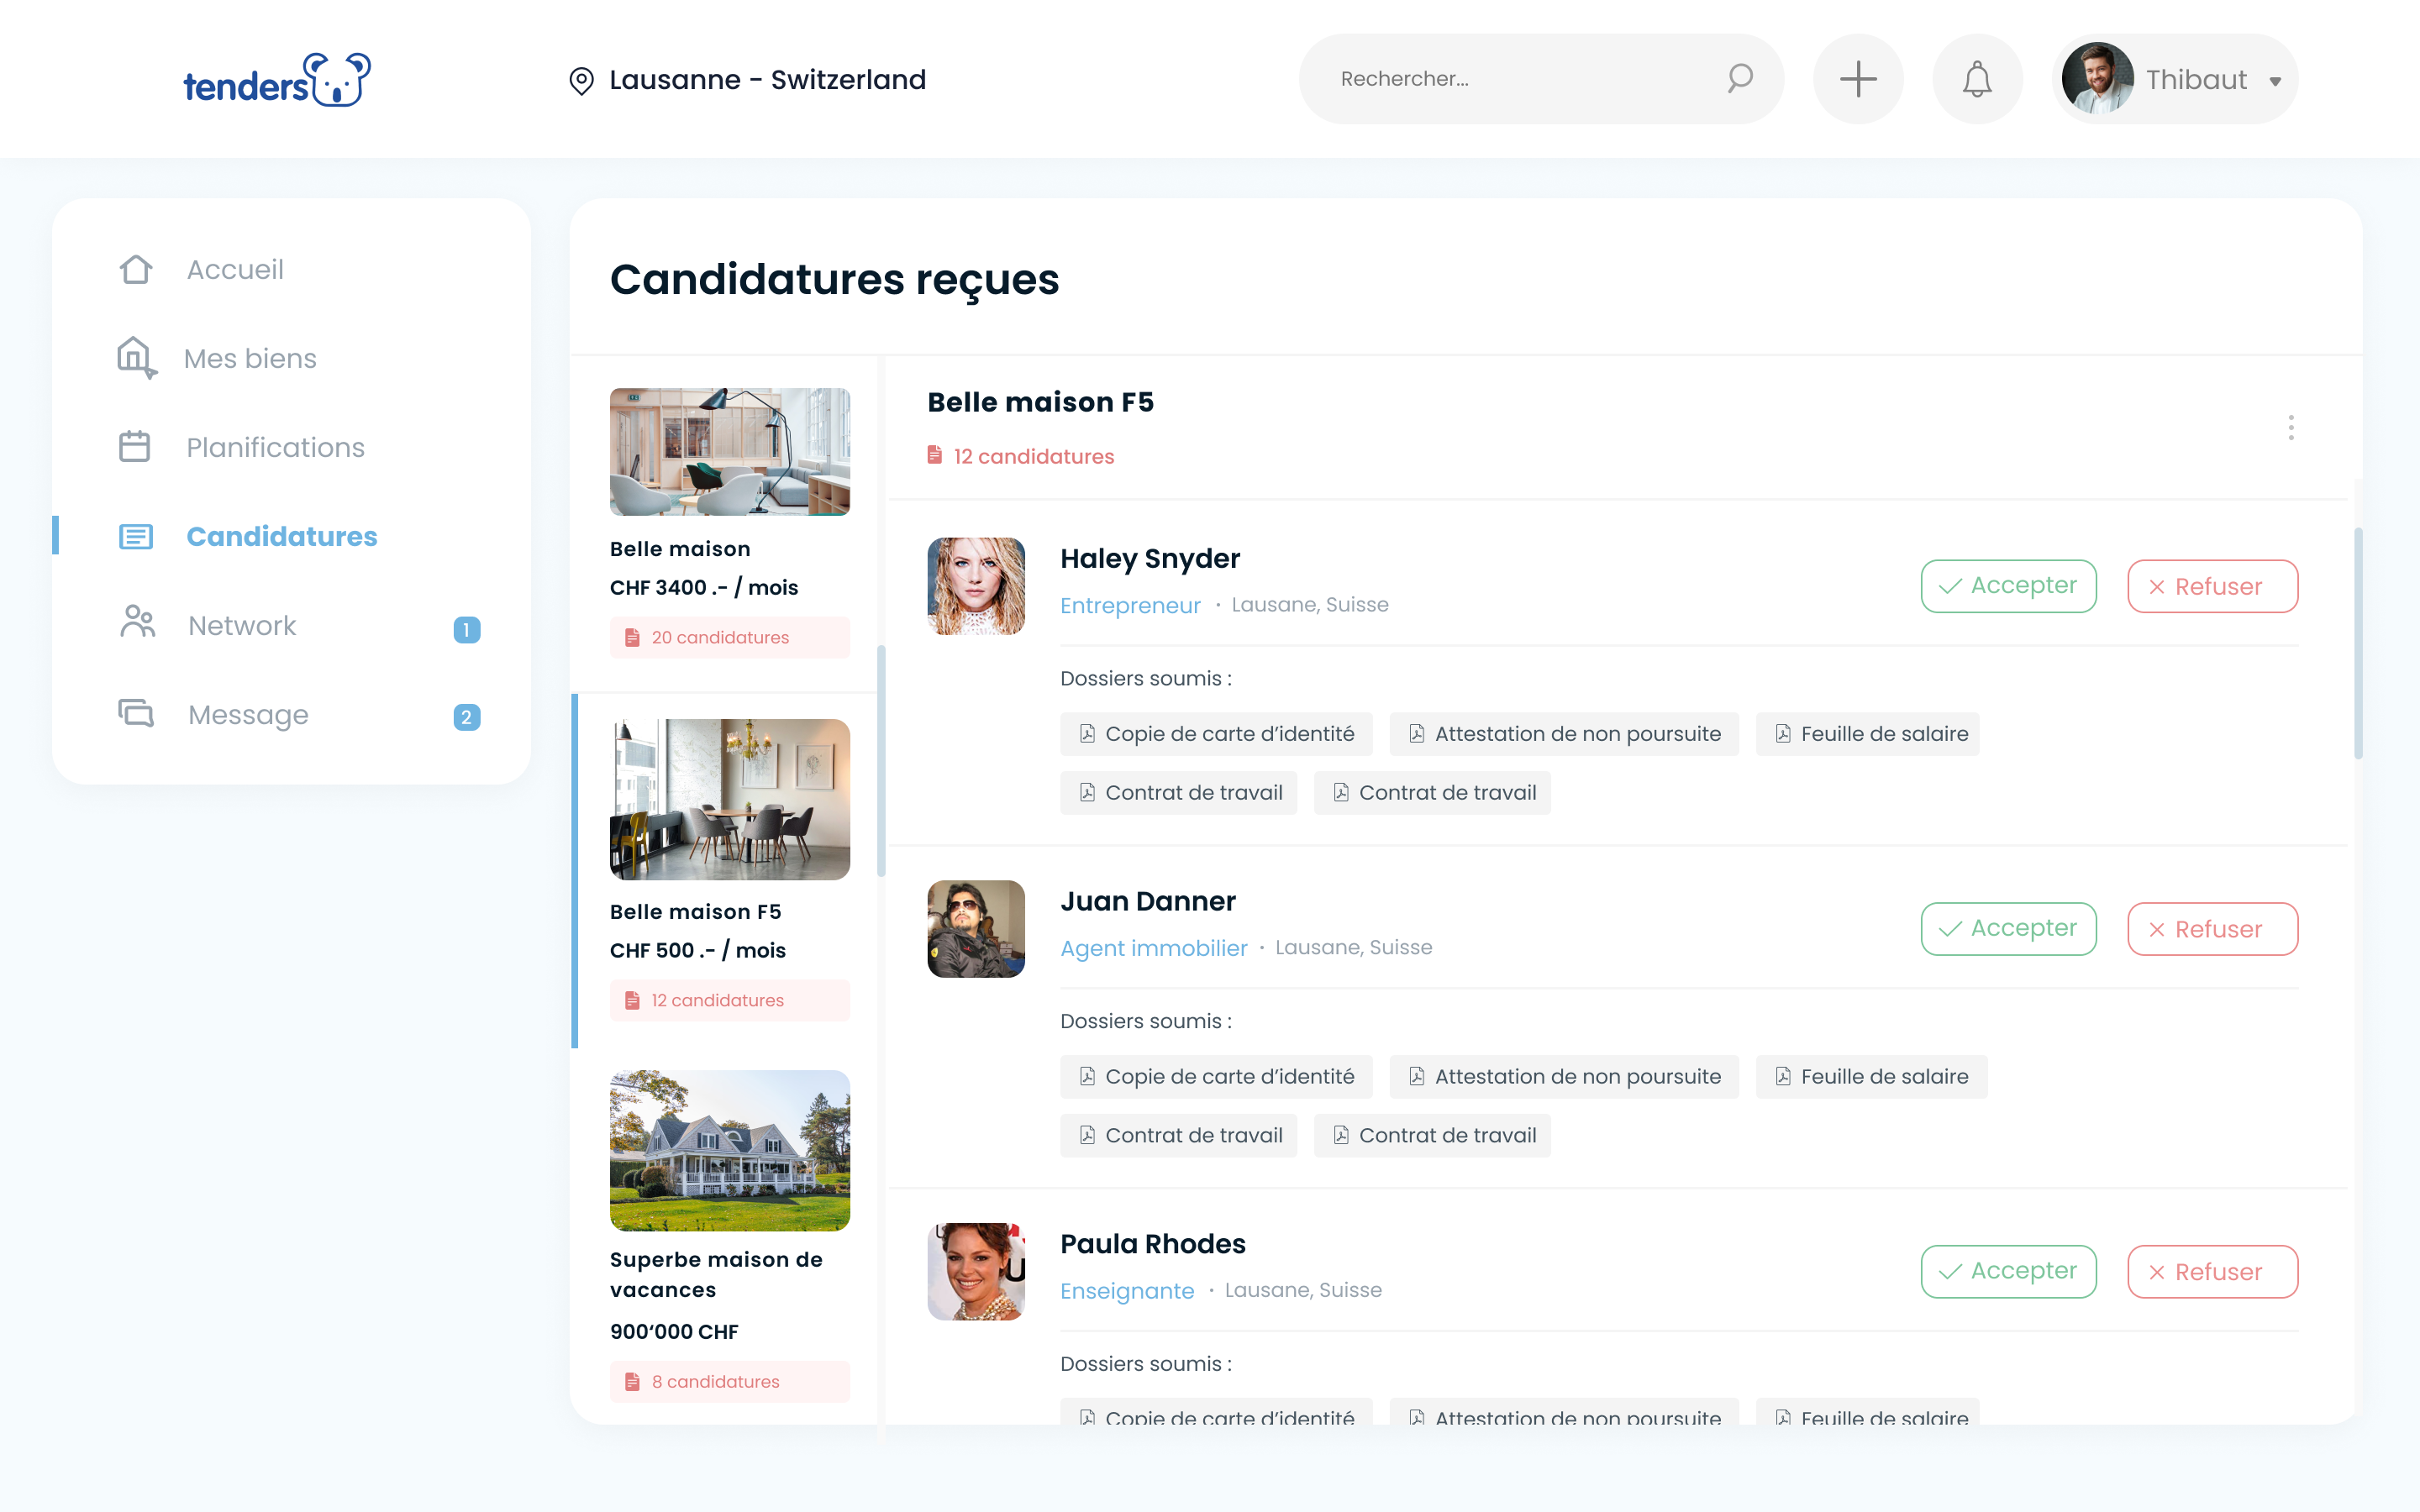 tenders
Lausanne - Switzerland
Rechercher...
Thibaut
Accueil
Mes biens
Planifications
Candidatures
Network
1
Message
2
Candidatures reçues
Belle maison
CHF 3400 .- / mois
20 candidatures
Belle maison F5
CHF 500 .- / mois
12 candidatures
Superbe maison de
vacances
900‘000 CHF
8 candidatures
Belle maison F5
12 candidatures
Haley Snyder
Entrepreneur · Lausane, Suisse
Accepter
Refuser
Dossiers soumis :
Copie de carte d’identité Attestation de non poursuite Feuille de salaire
Contrat de travail Contrat de travail
Juan Danner
Agent immobilier · Lausane, Suisse
Accepter
Refuser
Dossiers soumis :
Copie de carte d’identité Attestation de non poursuite Feuille de salaire
Contrat de travail Contrat de travail
Paula Rhodes
Enseignante · Lausane, Suisse
Accepter
Refuser
Dossiers soumis :
Copie de carte d’identité Attestation de non poursuite Feuille de salaire